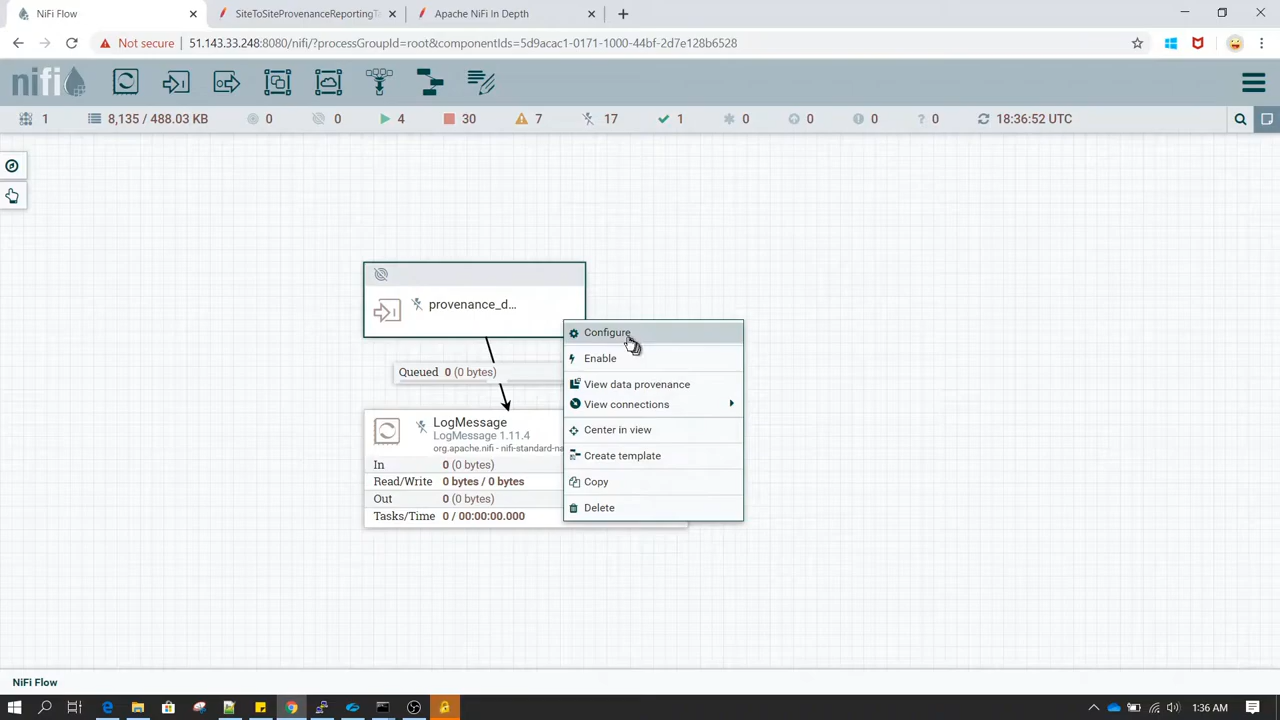 NiFi Flow
SiteToSiteProvenanceReportingT
Apache NiFi In Depth
Not secure
51.143.33.248:8080/nifi/?processGroupId=root&componentIds=5d9acac1-0171-1000-44bf-2d7e128b6528
nifi
1
8,135 / 488.03 KB
0
0
4
30
7
17
1
0
0
0
0
18:36:52 UTC
provenance_d...
Queued 0 (0 bytes)
LogMessage
LogMessage 1.11.4
org.apache.nifi - nifi-standard-na
In 0 (0 bytes)
Read/Write 0 bytes / 0 bytes
Out 0 (0 bytes)
Tasks/Time 0 / 00:00:00.000
Configure
Enable
View data provenance
View connections
Center in view
Create template
Copy
Delete
NiFi Flow
1:36 AM